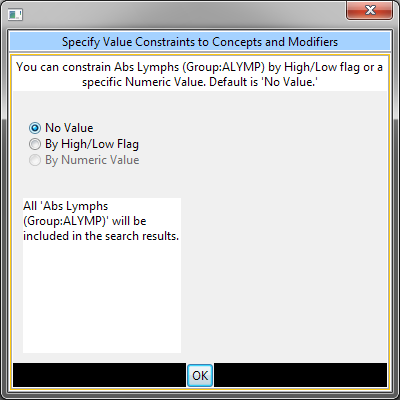 Specify Value Constraints to Concepts and Modifiers
You can constrain Abs Lymphs (Group:ALYMP) by High/Low flag or a
specific Numeric Value. Default is 'No Value.'
No Value
By High/Low Flag
By Numeric Value
All 'Abs Lymphs
(Group:ALYMP)' will be
included in the search results.
OK